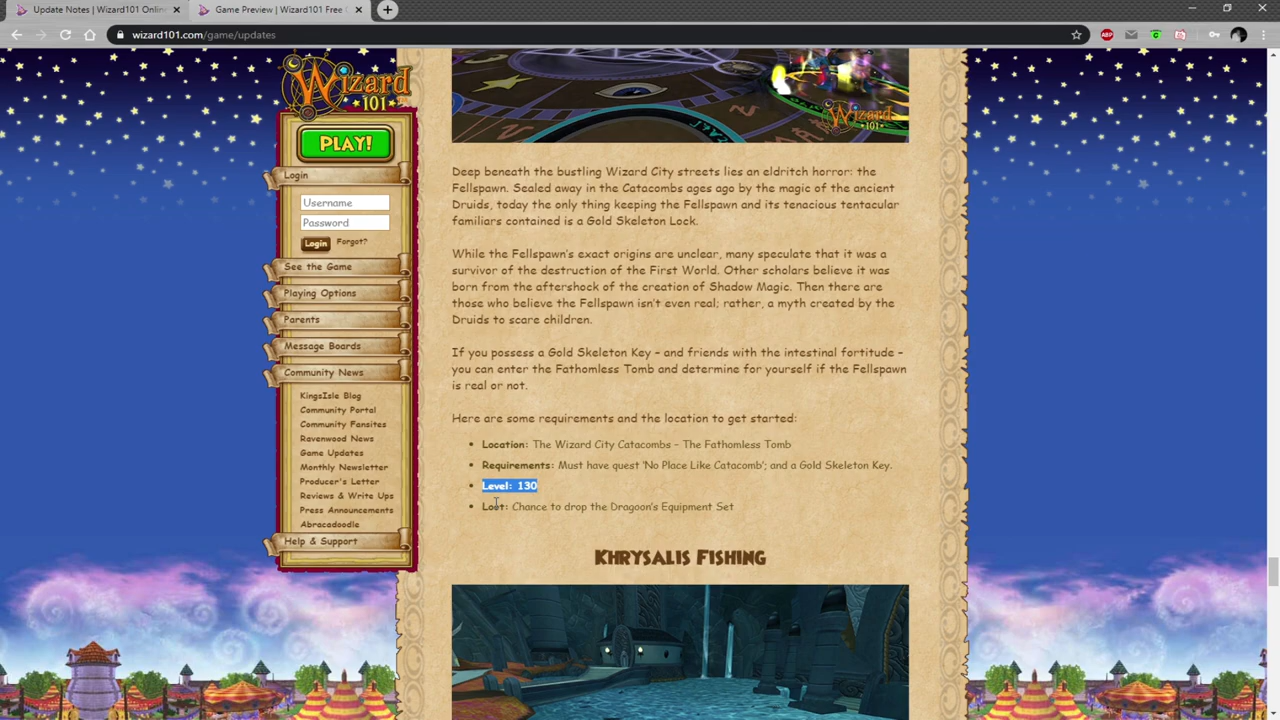 Update Notes | Wizard101 Onlin
Game Preview | Wizard101 Free
wizard101.com/game/updates
ABP
Wizard
101
PLAY!
Login
Username
Password
Login Forgot?
See the Game
Playing Options
Parents
Message Boards
Community News
KingsIsle Blog
Community Portal
Community Fansites
Ravenwood News
Game Updates
Monthly Newsletter
Producer's Letter
Reviews & Write Ups
Press Announcements
Abracadoodle
Help & Support
Wizard
101
Deep beneath the bustling Wizard City streets lies an eldritch horror: the
Fellspawn. Sealed away in the Catacombs ages ago by the magic of the ancient
Druids, today the only thing keeping the Fellspawn and its tenacious tentacular
familiars contained is a Gold Skeleton Lock.
While the Fellspawn's exact origins are unclear, many speculate that it was a
survivor of the destruction of the First World. Other scholars believe it was
born from the aftershock of the creation of Shadow Magic. Then there are
those who believe the Fellspawn isn't even real; rather, a myth created by the
Druids to scare children.
If you possess a Gold Skeleton Key – and friends with the intestinal fortitude –
you can enter the Fathomless Tomb and determine for yourself if the Fellspawn
is real or not.
Here are some requirements and the location to get started:
• Location: The Wizard City Catacombs – The Fathomless Tomb
• Requirements: Must have quest 'No Place Like Catacomb'; and a Gold Skeleton Key.
• Level: 130
• Loot: Chance to drop the Dragoon's Equipment Set
Khrysalis Fishing